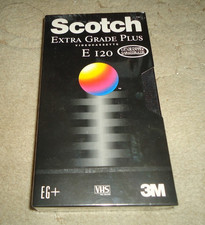 Scotch
EXTRA GRADE PLUS
VIDEOCASSETTE
E 120
EG+
VHS
3M